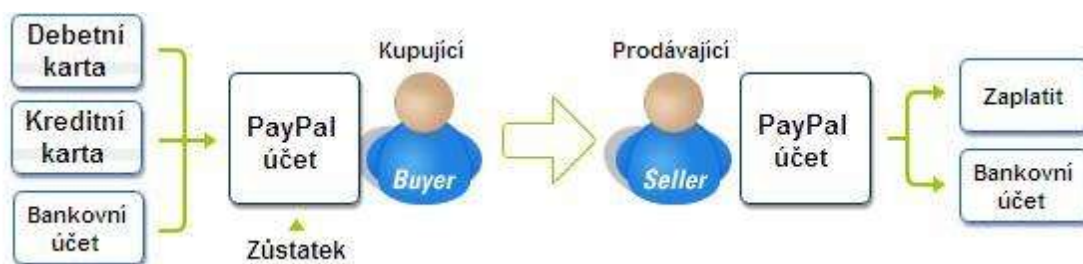 Debetní
karta
Kreditní
karta
Bankovní
účet
PayPal
účet
Zůstatek
Kupující
Buyer
Prodávající
Seller
PayPal
účet
Zaplatit
Bankovní
účet